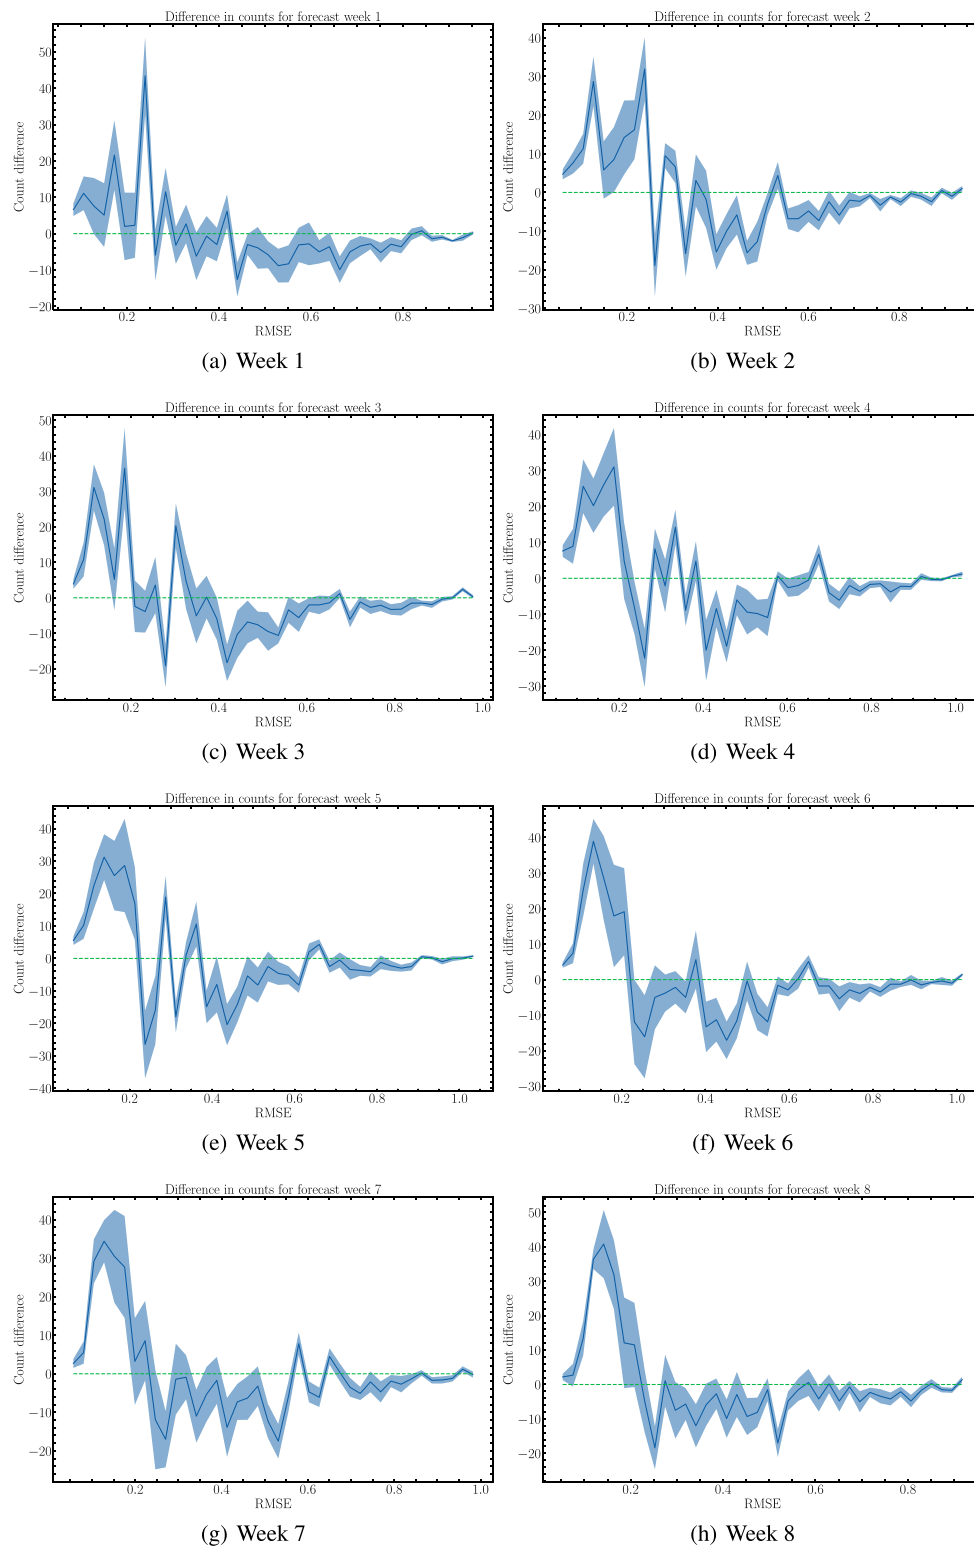 Difference in counts for forecast week 1
Count difference
50
40
30
20
10
0
−10
−20
0.2 0.4 0.6 0.8
RMSE
(a) Week 1
Difference in counts for forecast week 2
Count difference
40
30
20
10
0
−10
−20
−30
0.2 0.4 0.6 0.8
RMSE
(b) Week 2
Difference in counts for forecast week 3
Count difference
50
40
30
20
10
0
−10
−20
0.2 0.4 0.6 0.8 1.0
RMSE
(c) Week 3
Difference in counts for forecast week 4
Count difference
40
30
20
10
0
−10
−20
−30
0.2 0.4 0.6 0.8 1.0
RMSE
(d) Week 4
Difference in counts for forecast week 5
Count difference
40
30
20
10
0
−10
−20
−30
−40
0.2 0.4 0.6 0.8 1.0
RMSE
(e) Week 5
Difference in counts for forecast week 6
Count difference
40
30
20
10
0
−10
−20
−30
0.2 0.4 0.6 0.8 1.0
RMSE
(f) Week 6
Difference in counts for forecast week 7
Count difference
40
30
20
10
0
−10
−20
0.2 0.4 0.6 0.8 1.0
RMSE
(g) Week 7
Difference in counts for forecast week 8
Count difference
50
40
30
20
10
0
−10
−20
0.2 0.4 0.6 0.8
RMSE
(h) Week 8